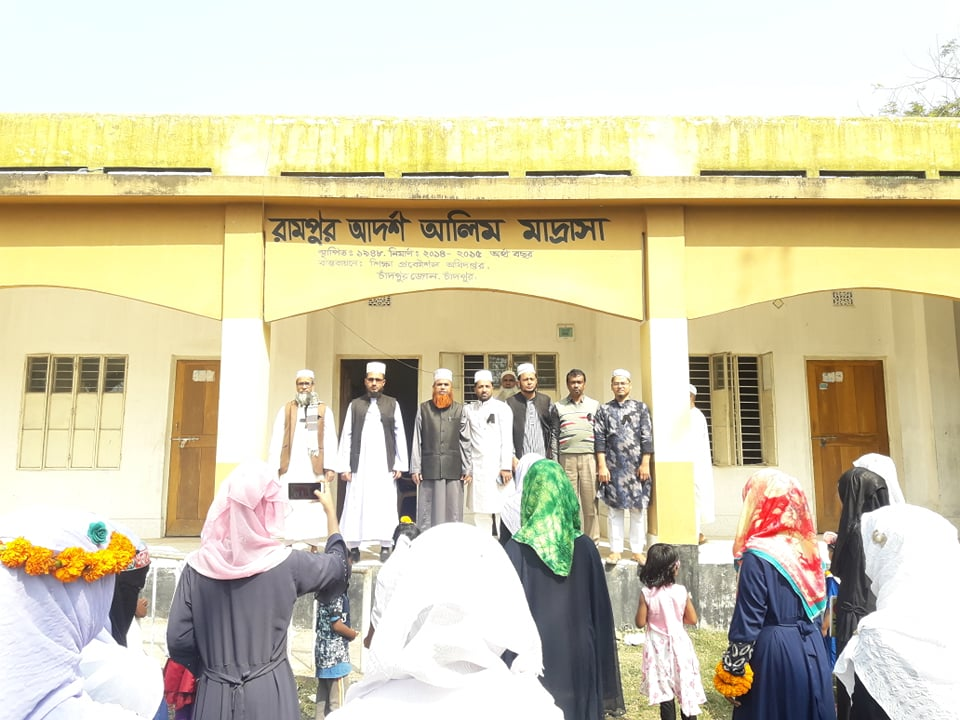 রামপুর আদর্শ আলিম মাদ্রাসা
স্থাপিত: ১৯৪৮. নির্মাণ: ২০১৪- ২০১৫ অর্থ বছর
বাস্তবায়নে: শিক্ষা প্রকৌশল অধিদপ্তর,
চাঁদপুর জোন, চাঁদপুর.